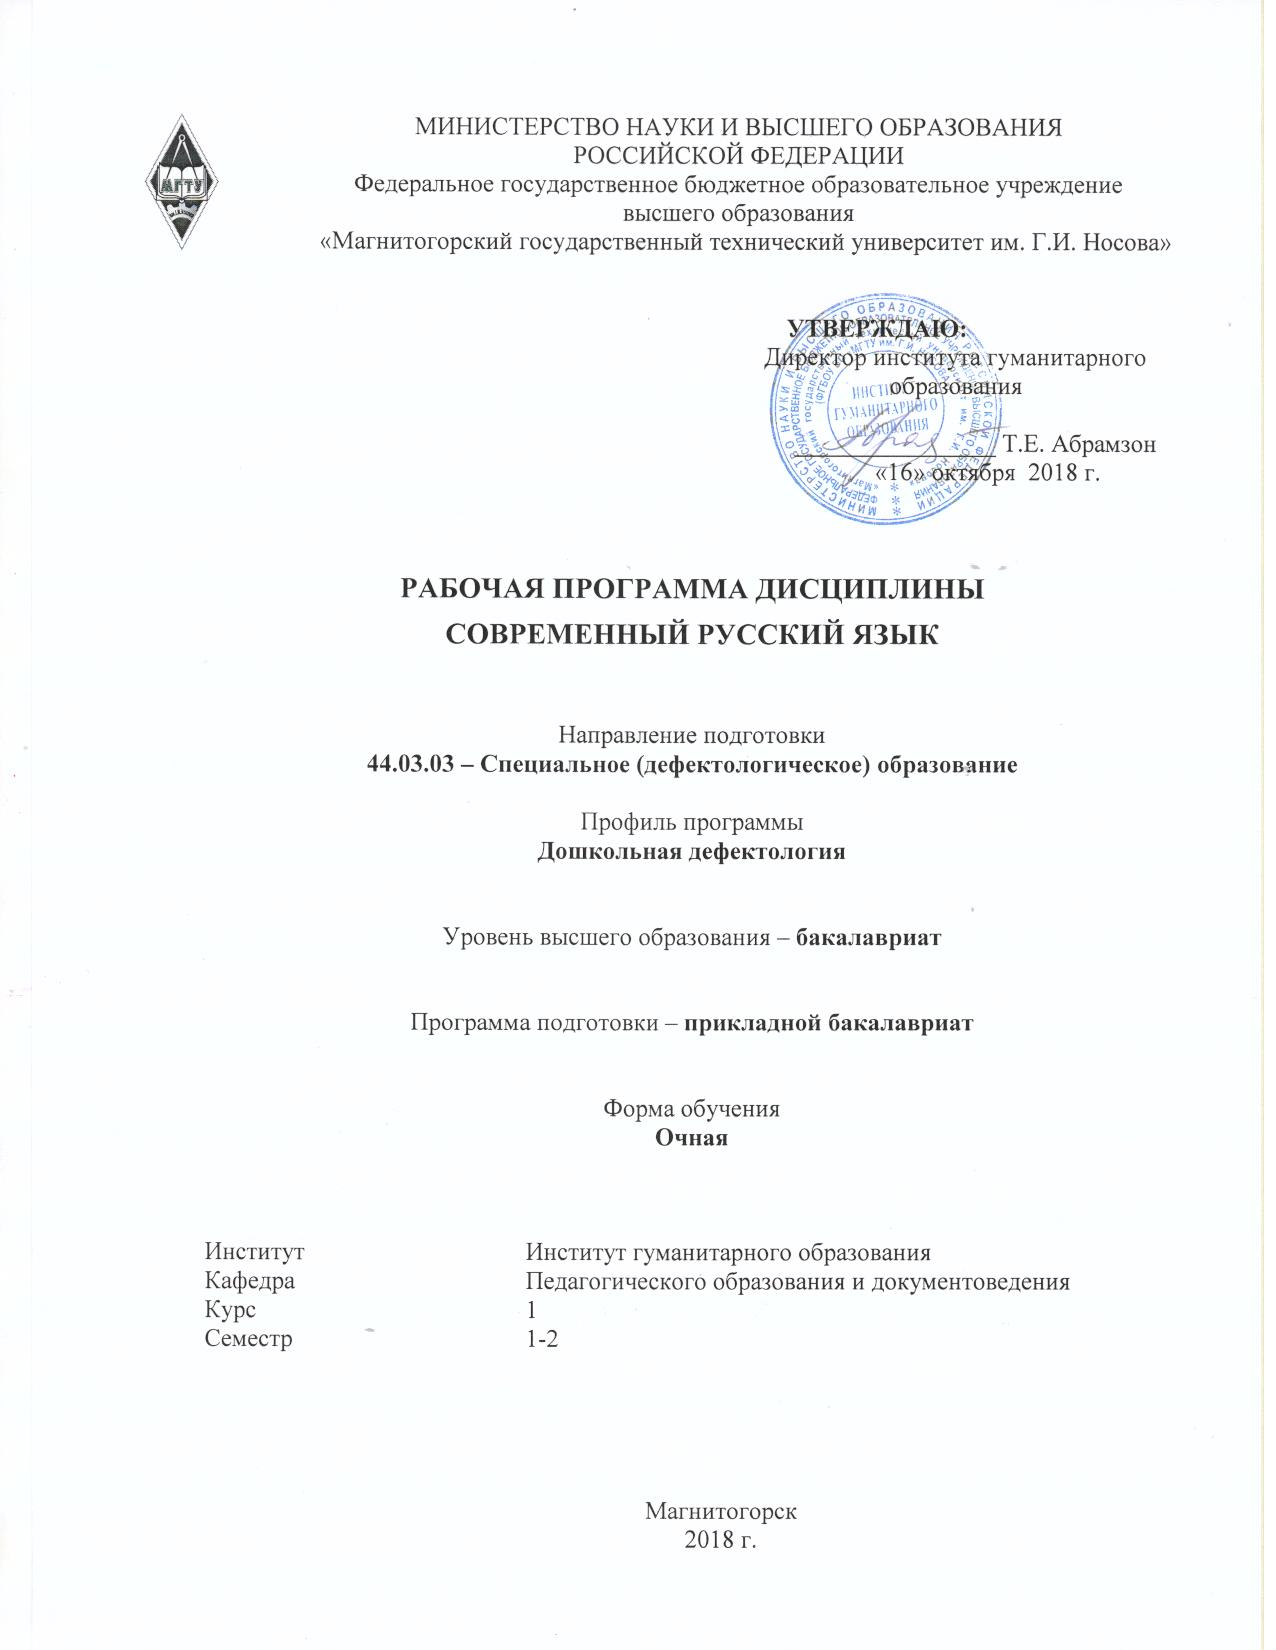 МИНИСТЕРСТВО НАУКИ И ВЫСШЕГО ОБРАЗОВАНИЯ
РОССИЙСКОЙ ФЕДЕРАЦИИ
Федеральное государственное бюджетное образовательное учреждение
высшего образования
«Магнитогорский государственный технический университет им. Г.И. Носова»
МГТУ
УТВЕРЖДАЮ:
Директор института гуманитарного
образования
ГУМАНИТАРНОГО
ОБРАЗОВАНИЯ
Т.Е. Абрамзон
«16» октября 2018 г.
РАБОЧАЯ ПРОГРАММА ДИСЦИПЛИНЫ
СОВРЕМЕННЫЙ РУССКИЙ ЯЗЫК
Направление подготовки
44.03.03 – Специальное (дефектологическое) образование
Профиль программы
Дошкольная дефектология
Уровень высшего образования – бакалавриат
Программа подготовки – прикладной бакалавриат
Форма обучения
Очная
Институт Институт гуманитарного образования
Кафедра Педагогического образования и документоведения
Курс 1
Семестр 1-2
Магнитогорск
2018 г.